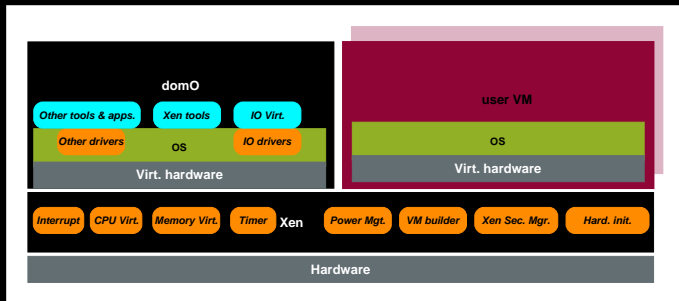 domO
user VM
Other tools & apps. Xen tools IO Virt.
Other drivers OS IO drivers
OS
Virt. hardware
Virt. hardware
Interrupt CPU Virt. Memory Virt. Timer Xen Power Mgt. VM builder Xen Sec. Mgr. Hard. init.
Hardware